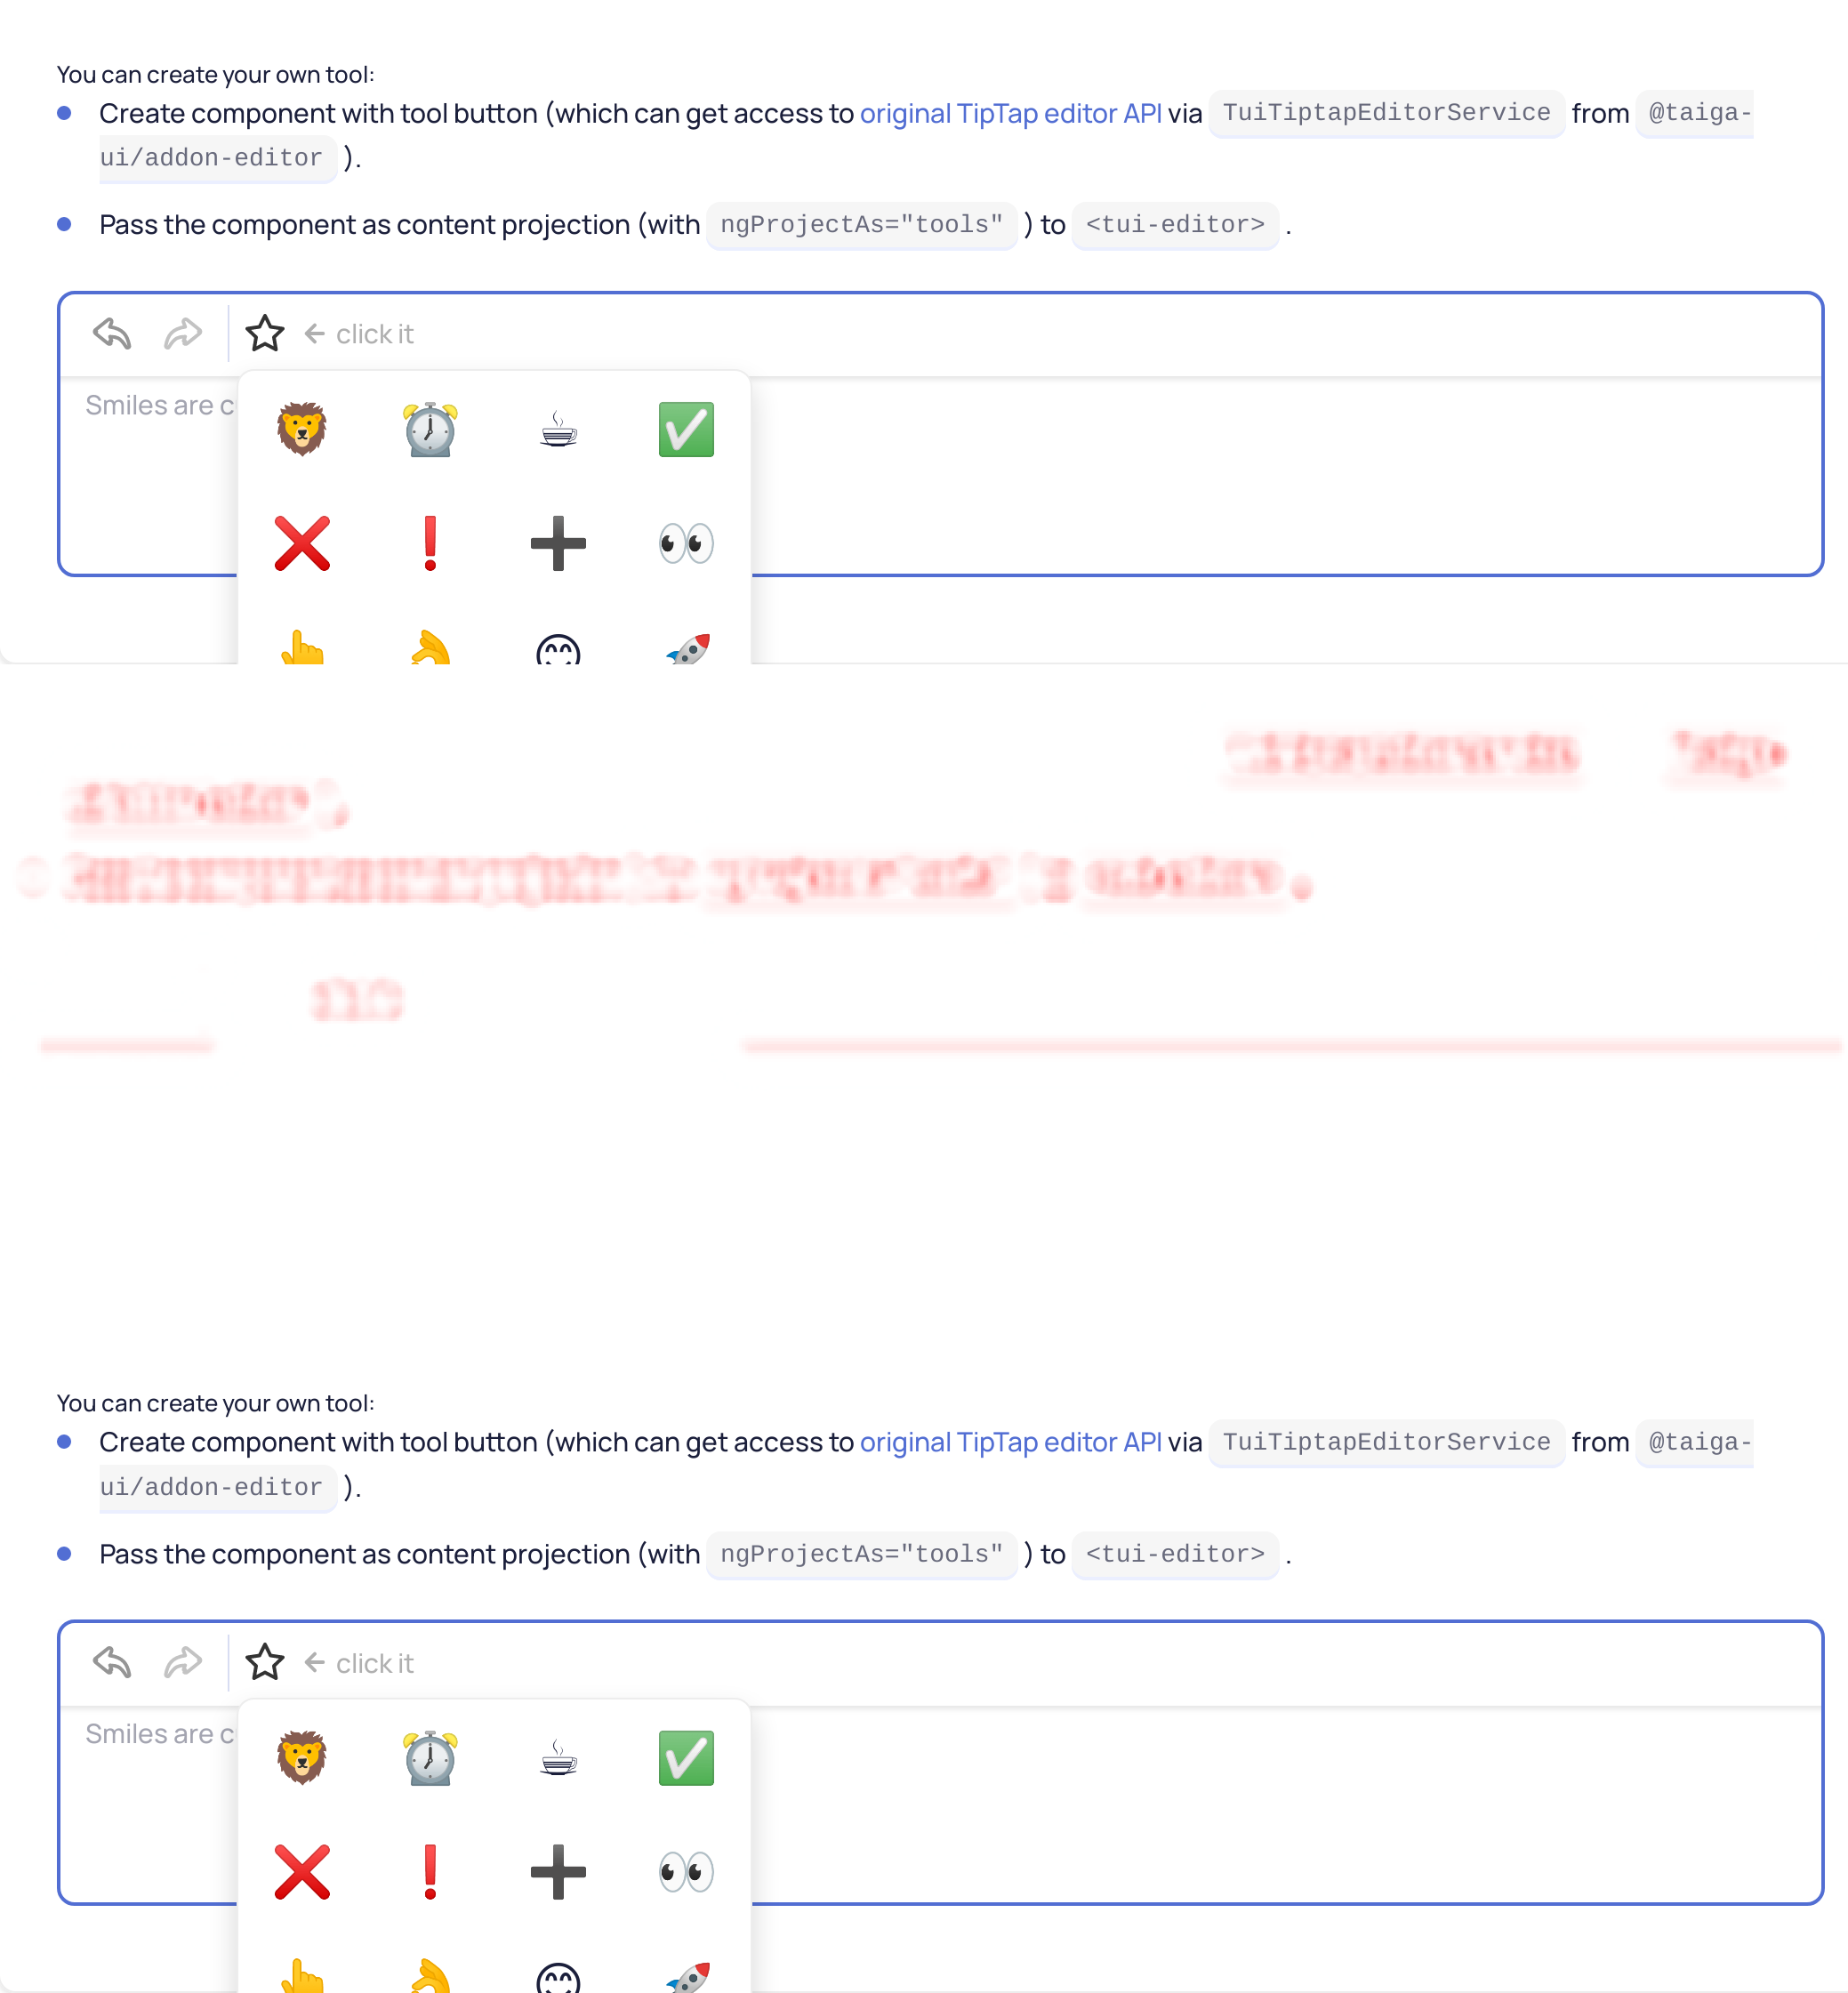 You can create your own tool:
Create component with tool button (which can get access to original TipTap editor API via TuiTiptapEditorService from @taiga-
ui/addon-editor ).
Pass the component as content projection (with ngProjectAs="tools" ) to <tui-editor> .
click it
Smiles are c
You can create your own tool:
Create component with tool button (which can get access to original TipTap editor API via TuiTiptapEditorService from @taiga-
ui/addon-editor ).
Pass the component as content projection (with ngProjectAs="tools" ) to <tui-editor> .
click it
Smiles are c